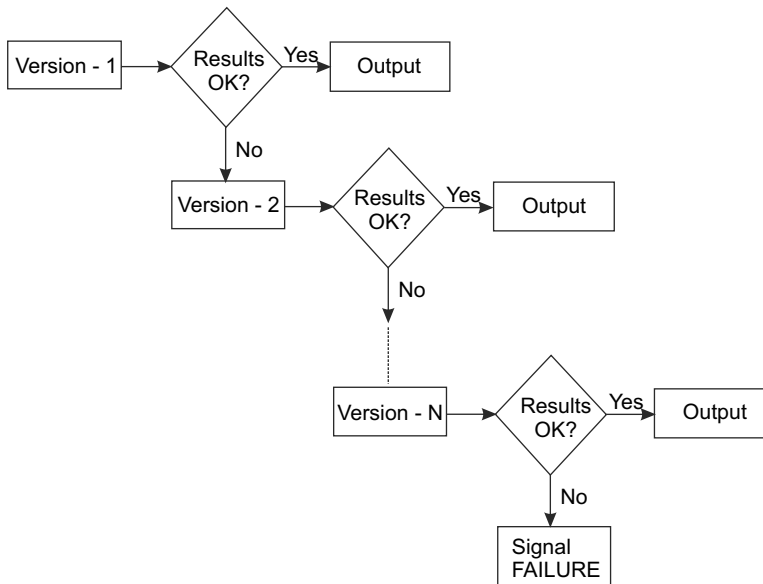 Version - 1
Results
OK?
Yes
Output
No
Version - 2
Results
OK?
Yes
Output
No
Version - N
Results
OK?
Yes
Output
No
Signal
FAILURE